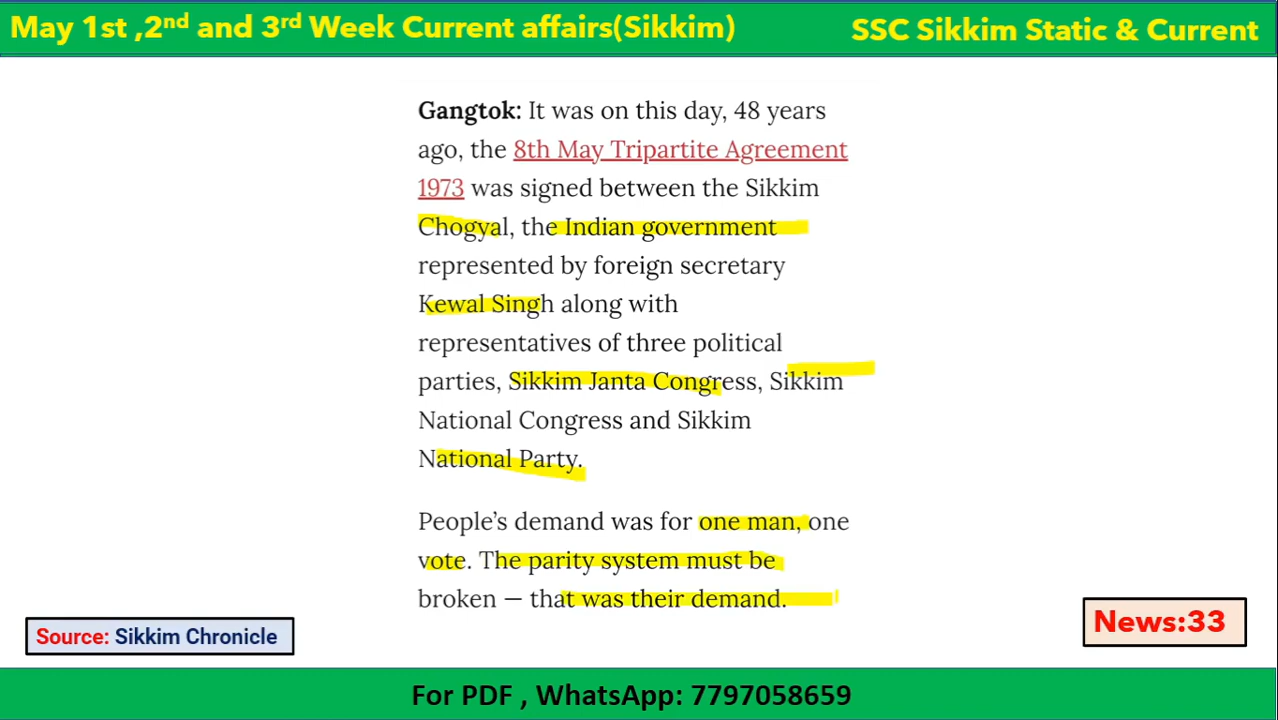 May 1st ,2nd and 3rd Week Current affairs(Sikkim)
SSC Sikkim Static & Current
Gangtok: It was on this day, 48 years
ago, the 8th May Tripartite Agreement
1973 was signed between the Sikkim
Chogyal, the Indian government
represented by foreign secretary
Kewal Singh along with
representatives of three political
parties, Sikkim Janta Congress, Sikkim
National Congress and Sikkim
National Party.
People’s demand was for one man, one
vote. The parity system must be
broken — that was their demand.
Source: Sikkim Chronicle
News:33
For PDF , WhatsApp: 7797058659